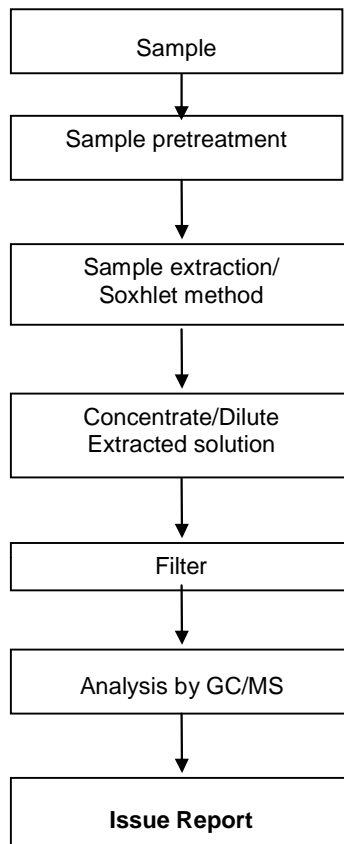 Sample
Sample pretreatment
Sample extraction/
Soxhlet method
Concentrate/Dilute
Extracted solution
Filter
Analysis by GC/MS
Issue Report